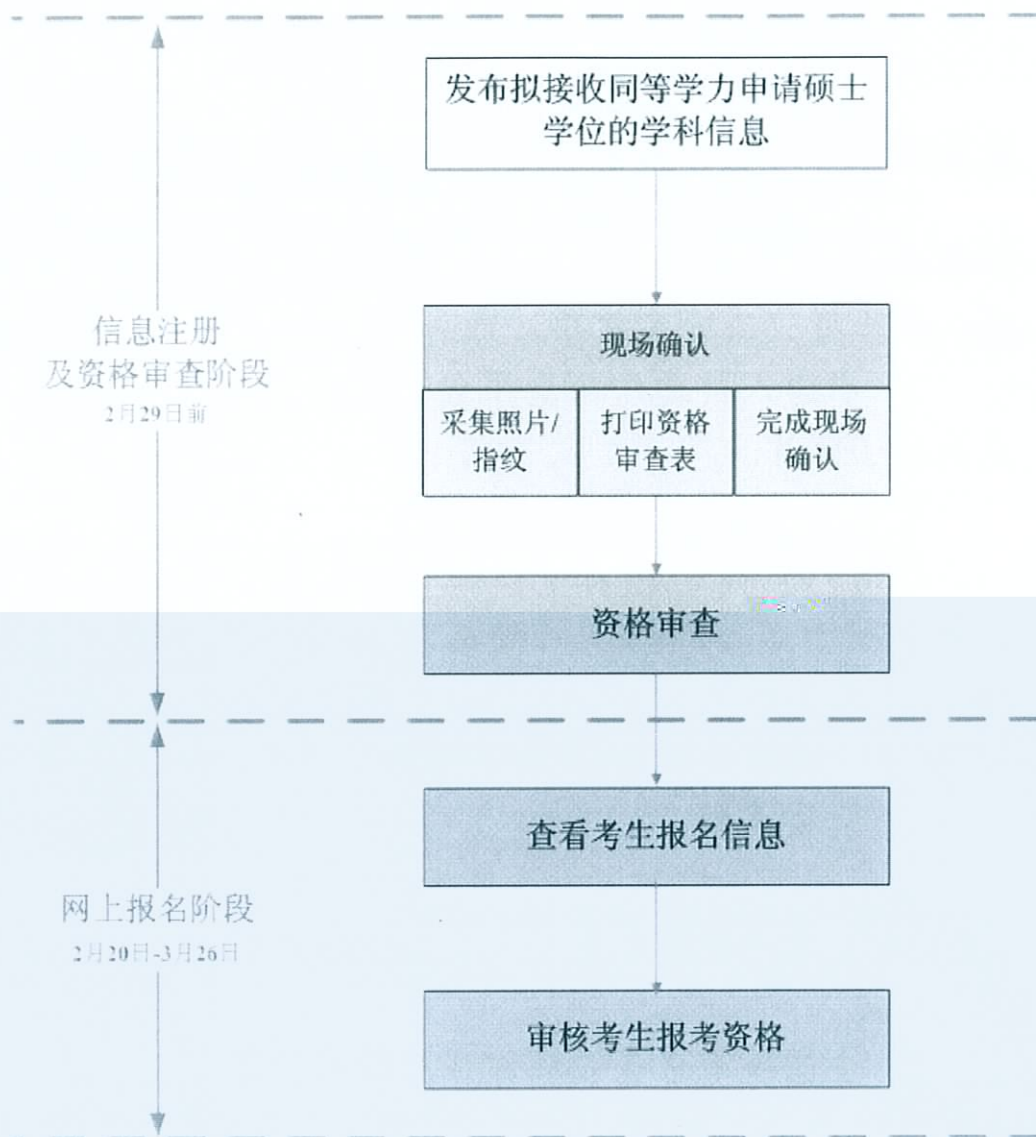 发布拟接收同等学力申请硕士
学位的学科信息
信息注册
及资格审查阶段
2月29日前
现场确认
采集照片/
指纹
打印资格
审查表
完成现场
确认
资格审查
查看考生报名信息
网上报名阶段
2月20日-3月26日
审核考生报考资格